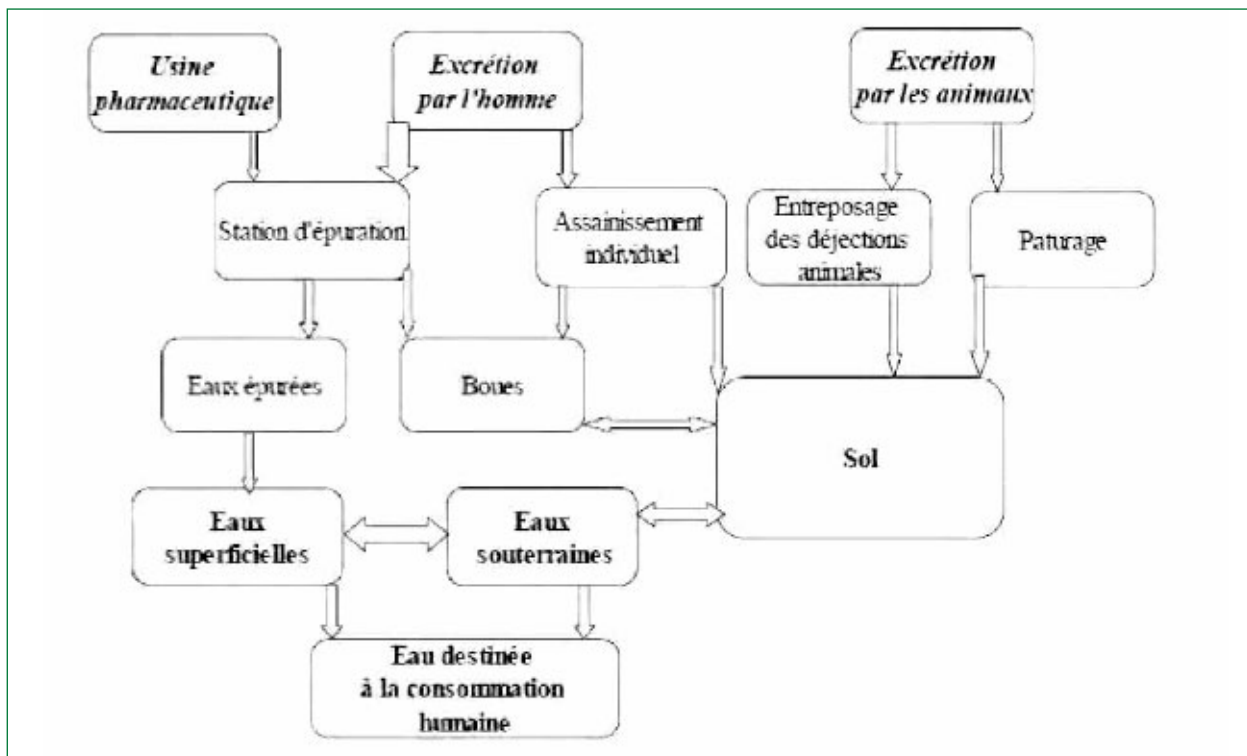 Usine
pharmaceutique
Excrétion
par l'homme
Excrétion
par les animaux
Station d'épuration
Assainissement
individuel
Entreposage
des déjections
animales
Paturage
Eaux épurées
Boues
Sol
Eaux
superficielles
Eaux
souterraines
Eau destinée
à la consommation
humaine